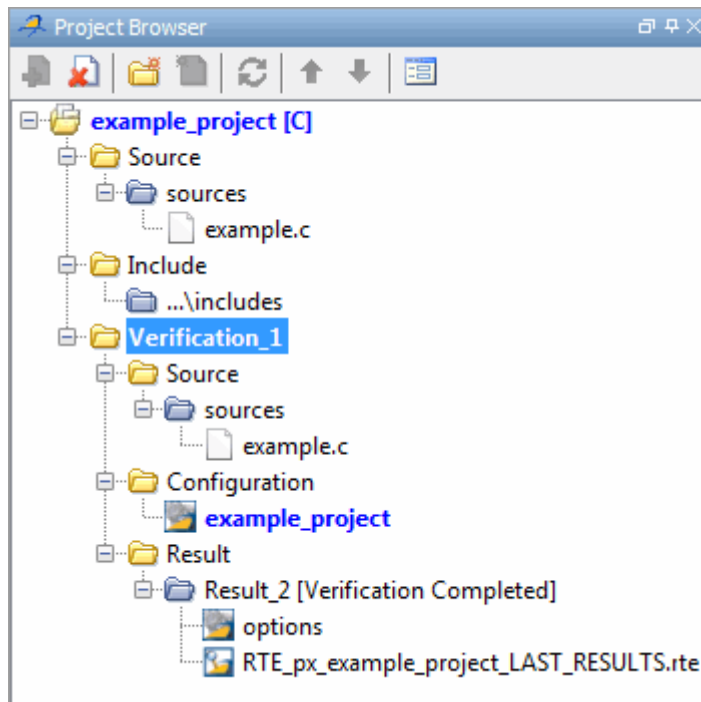 Project Browser
example_project [C]
Source
sources
example.c
Include
...\includes
Verification_1
Source
sources
example.c
Configuration
example_project
Result
Result_2 [Verification Completed]
options
RTE_px_example_project_LAST_RESULTS.rte